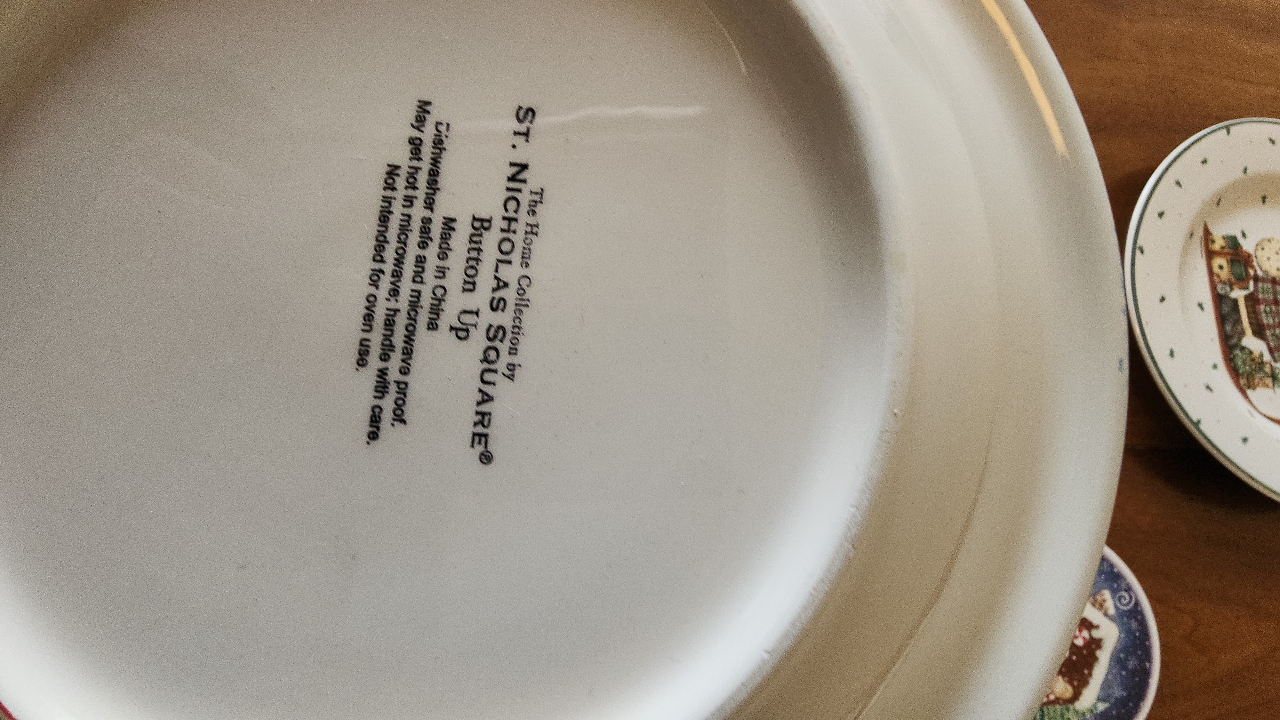 The Home Collection by
ST. NICHOLAS SQUARE®
Button Up
Made in China
Dishwasher safe and microwave proof.
May get hot in microwave; handle with care.
Not intended for oven use.